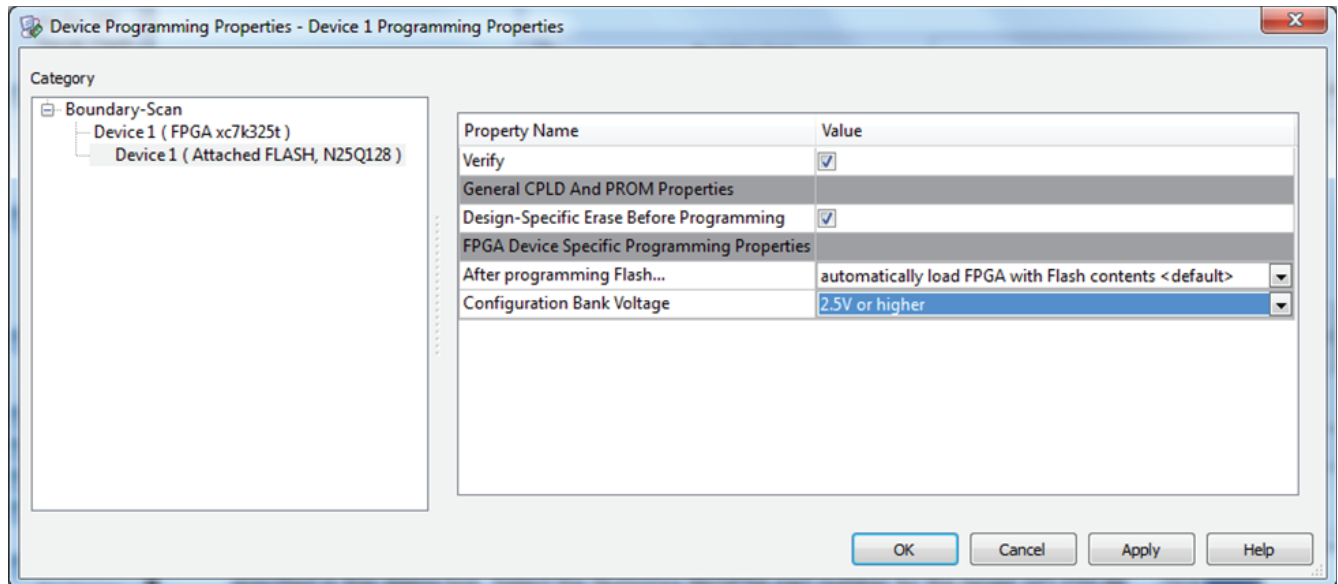 Device Programming Properties - Device 1 Programming Properties
Category
Boundary-Scan
Device 1 ( FPGA xc7k325t )
Device 1 ( Attached FLASH, N25Q128 )
Property Name Value
Verify
General CPLD And PROM Properties
Design-Specific Erase Before Programming
FPGA Device Specific Programming Properties
After programming Flash... automatically load FPGA with Flash contents <default>
Configuration Bank Voltage 2.5V or higher
OK Cancel Apply Help